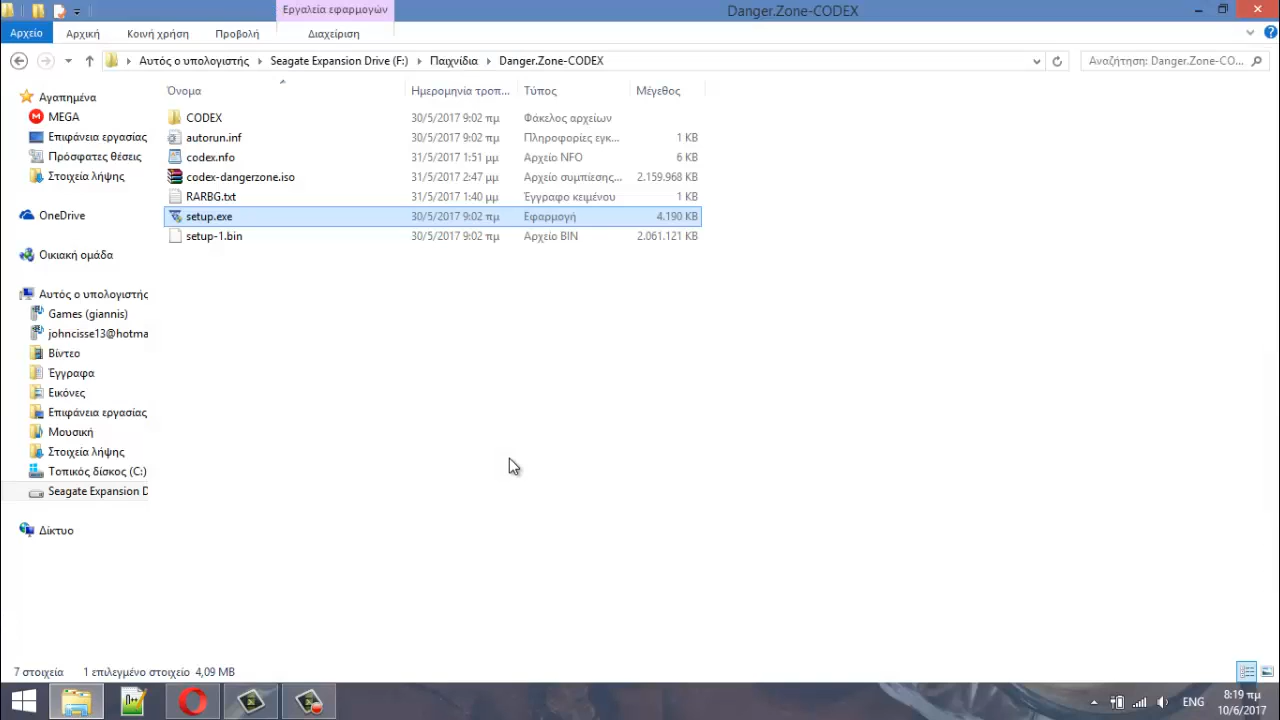 Εργαλεία εφαρμογών
Danger.Zone-CODEX
Αρχείο Αρχική Κοινή χρήση Προβολή Διαχείριση
Αυτός ο υπολογιστής Seagate Expansion Drive (F:) Παιχνίδια Danger.Zone-CODEX Αναζήτηση: Danger.Zone-CO...
Όνομα Ημερομηνία τροπ... Τύπος Μέγεθος
Αγαπημένα
MEGA
Επιφάνεια εργασίας
Πρόσφατες θέσεις
Στοιχεία λήψης
OneDrive
Οικιακή ομάδα
Αυτός ο υπολογιστής
Games (giannis)
johncisse13@hotma
Βίντεο
Έγγραφα
Εικόνες
Επιφάνεια εργασίας
Μουσική
Στοιχεία λήψης
Τοπικός δίσκος (C:)
Seagate Expansion D
Δίκτυο
CODEX 30/5/2017 9:02 πμ Φάκελος αρχείων
autorun.inf 30/5/2017 9:02 πμ Πληροφορίες εγκ... 1 KB
codex.nfo 31/5/2017 1:51 μμ Αρχείο NFO 6 KB
codex-dangerzone.iso 31/5/2017 2:47 μμ Αρχείο συμπίεσης... 2.159.968 KB
RARBG.txt 31/5/2017 1:40 μμ Έγγραφο κειμένου 1 KB
setup.exe 30/5/2017 9:02 πμ Εφαρμογή 4.190 KB
setup-1.bin 30/5/2017 9:02 πμ Αρχείο BIN 2.061.121 KB
7 στοιχεία 1 επιλεγμένο στοιχείο 4,09 MB
ENG
8:19 πμ
10/6/2017